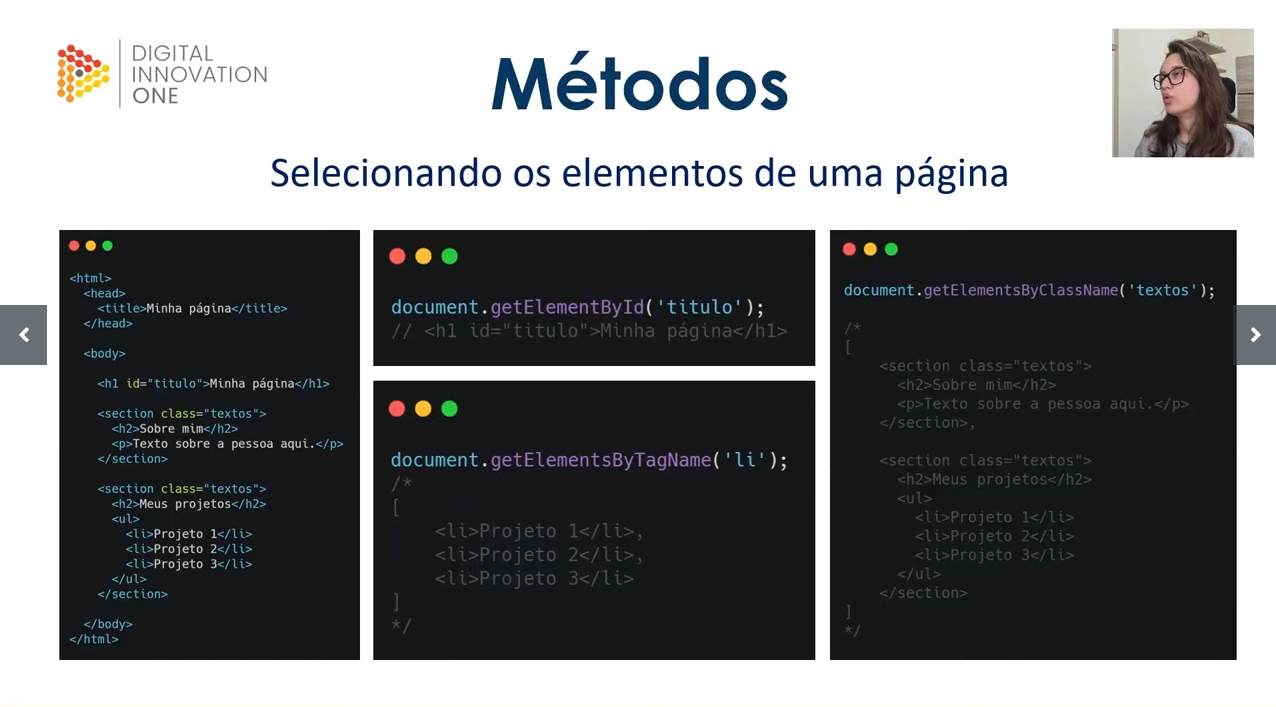 DIGITAL
INNOVATION
ONE
Métodos
Selecionando os elementos de uma página
<html>
<head>
<title>Minha página</title>
</head>
<body>
<h1 id="titulo">Minha página</h1>
<section class="textos">
<h2>Sobre mim</h2>
<p>Texto sobre a pessoa aqui.</p>
</section>
<section class="textos">
<h2>Meus projetos</h2>
<ul>
<li>Projeto 1</li>
<li>Projeto 2</li>
<li>Projeto 3</li>
</ul>
</section>
</body>
</html>
document.getElementById('titulo');
// <h1 id="titulo">Minha página</h1>
document.getElementsByTagName('li');
/*
[
<li>Projeto 1</li>,
<li>Projeto 2</li>,
<li>Projeto 3</li>
]
*/
document.getElementsByClassName('textos');
/*
[
<section class="textos">
<h2>Sobre mim</h2>
<p>Texto sobre a pessoa aqui.</p>
</section>,
<section class="textos">
<h2>Meus projetos</h2>
<ul>
<li>Projeto 1</li>
<li>Projeto 2</li>
<li>Projeto 3</li>
</ul>
</section>
]
*/